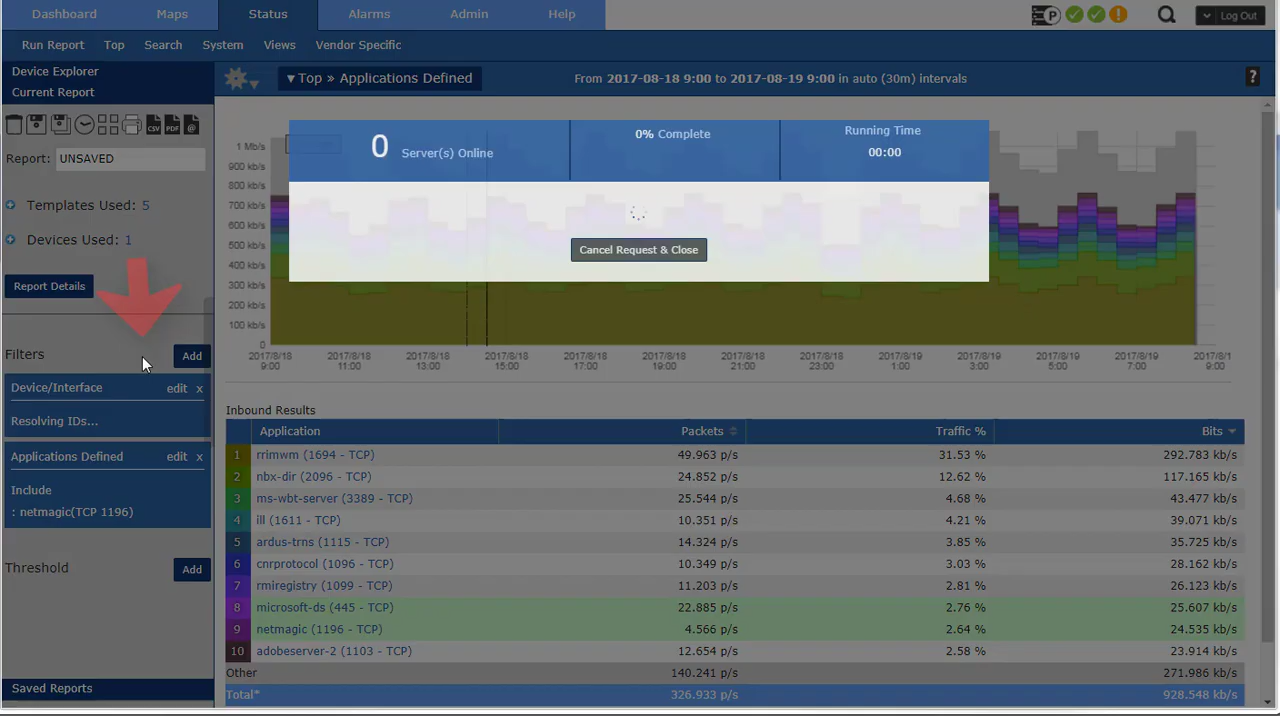 Dashboard Maps Status Alarms Admin Help Log Out
Run Report Top Search System Views Vendor Specific
Device Explorer
Current Report
▾ Top » Applications Defined
From 2017-08-18 9:00 to 2017-08-19 9:00 in auto (30m) intervals
?
CSV PDF @
Report: UNSAVED
Templates Used: 5
Devices Used: 1
Report Details
Filters
Add
Device/Interface edit x
Resolving IDs...
Applications Defined edit x
Include
: netmagic(TCP 1196)
Threshold
Add
Saved Reports
0 Server(s) Online
0% Complete
Running Time
00:00
Cancel Request & Close
1 Mb/s
900 kb/s
800 kb/s
700 kb/s
600 kb/s
500 kb/s
400 kb/s
300 kb/s
200 kb/s
100 kb/s
0
2017/8/18 2017/8/18 2017/8/18 2017/8/18 2017/8/18 2017/8/18 2017/8/18 2017/8/18 2017/8/19 2017/3/19 2017/8/19 2017/8/19 2017/8/1
9:00 11:00 13:00 15:00 17:00 19:00 21:00 23:00 1:00 3:00 5:00 7:00 9:00
Inbound Results
Application Packets Traffic % Bits
1 rrimwm (1694 - TCP) 49.963 p/s 31.53 % 292.783 kb/s
2 nbx-dir (2096 - TCP) 24.852 p/s 12.62 % 117.165 kb/s
3 ms-wbt-server (3389 - TCP) 25.544 p/s 4.68 % 43.477 kb/s
4 ill (1611 - TCP) 10.351 p/s 4.21 % 39.071 kb/s
5 ardus-trns (1115 - TCP) 14.324 p/s 3.85 % 35.725 kb/s
6 cnrprotocol (1096 - TCP) 10.349 p/s 3.03 % 28.162 kb/s
7 rmiregistry (1099 - TCP) 11.203 p/s 2.81 % 26.123 kb/s
8 microsoft-ds (445 - TCP) 22.885 p/s 2.76 % 25.607 kb/s
9 netmagic (1196 - TCP) 4.566 p/s 2.64 % 24.535 kb/s
10 adobeserver-2 (1103 - TCP) 12.654 p/s 2.58 % 23.914 kb/s
Other 140.241 p/s 271.986 kb/s
Total* 326.933 p/s 928.548 kb/s